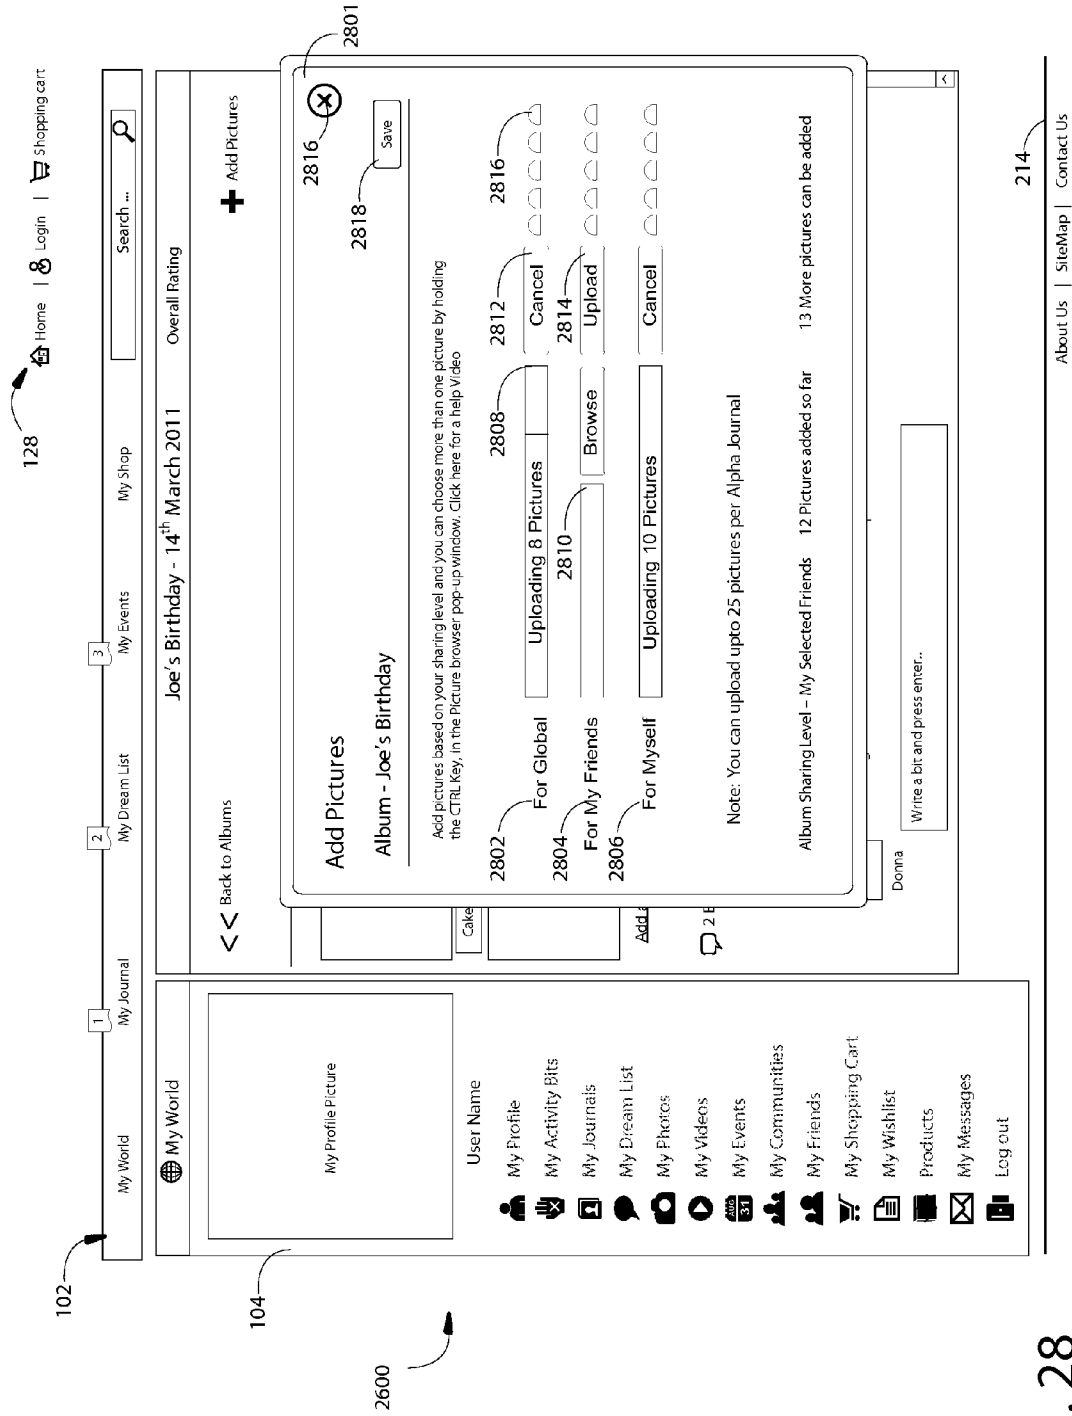 128
Home | Login | Shopping cart
102
1
2
3
My World
My Journal
My Dream List
My Events
My Shop
Search ...
My World
Joe's Birthday - 14th March 2011
Overall Rating
<< Back to Albums
Add Pictures
104
My Profile Picture
User Name
My Profile
My Activity Bits
My Journals
My Dream List
My Photos
My Videos
AUG
31
My Events
My Communities
My Friends
My Shopping Cart
My Wishlist
Products
My Messages
Log out
2600
Cake
Add a
2 B
Donna
Write a bit and press enter..
2801
Add Pictures
2816
Album - Joe's Birthday
2818
Save
Add pictures based on your sharing level and you can choose more than one picture by holding
the CTRL Key, in the Picture browser pop-up window. Click here for a help Video
2802
2808
2812
2816
For Global
Uploading 8 Pictures
Cancel
2804
2810
2814
For My Friends
Browse
Upload
2806
For Myself
Uploading 10 Pictures
Cancel
Note: You can upload upto 25 pictures per Alpha Journal
Album Sharing Level – My Selected Friends 12 Pictures added so far 13 More pictures can be added
214
About Us | SiteMap | Contact Us
. 28